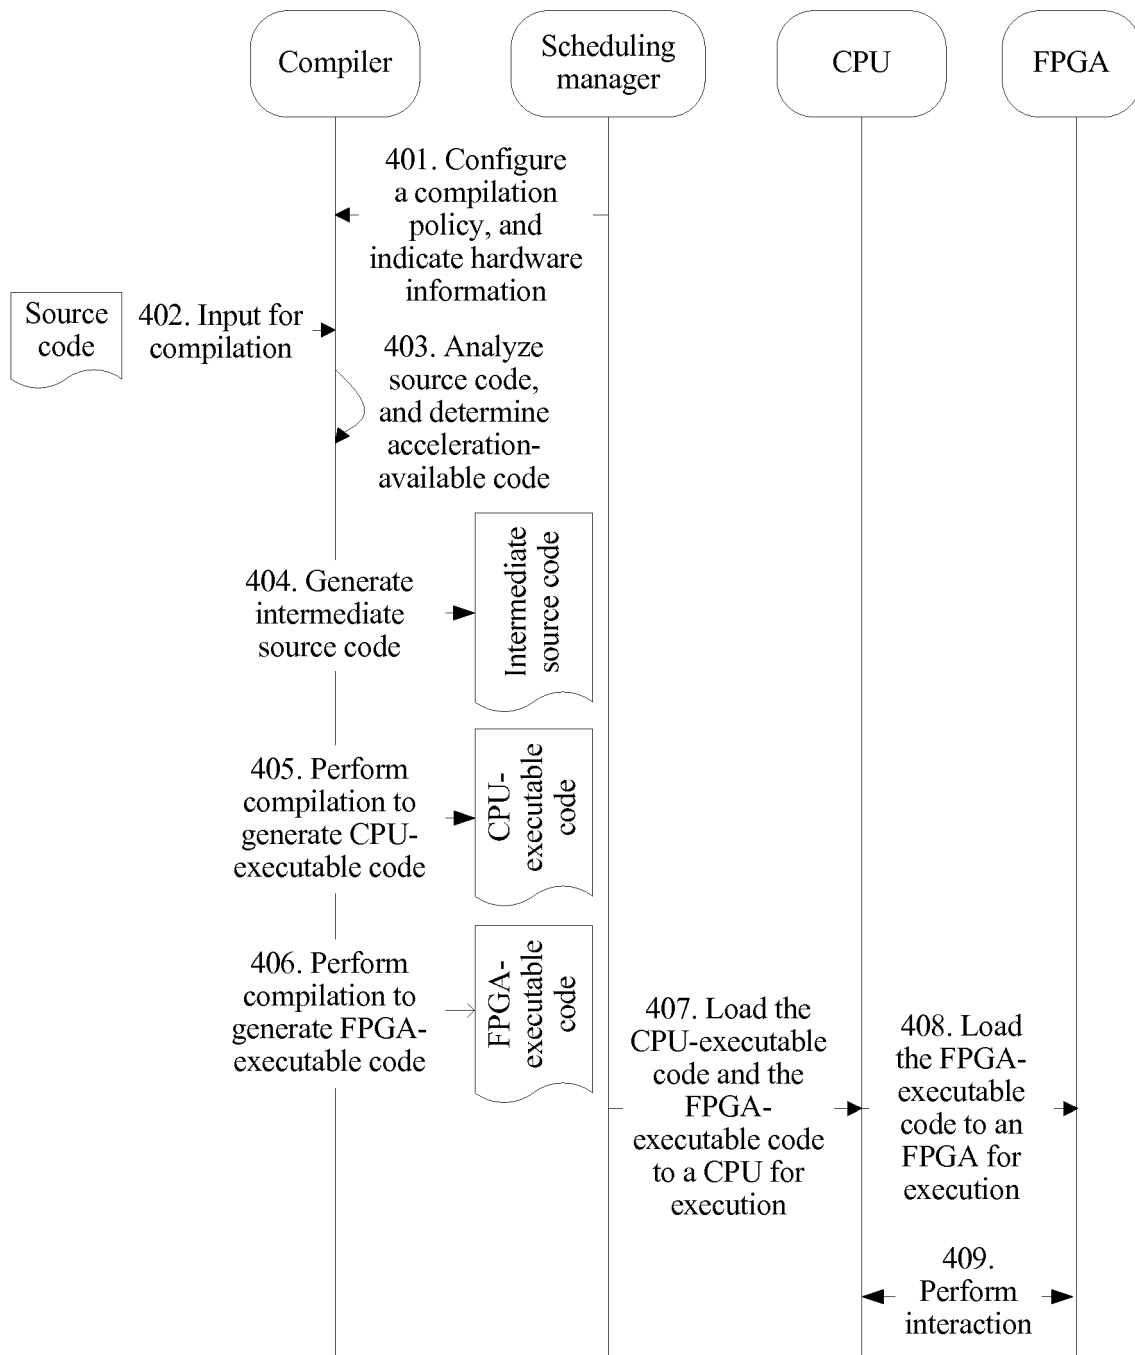 Compiler
Scheduling
manager
CPU
FPGA
401. Configure
a compilation
policy, and
indicate hardware
information
Source
code
402. Input for
compilation
403. Analyze
source code,
and determine
acceleration-
available code
404. Generate
intermediate
source code
Intermediate
source code
405. Perform
compilation to
generate CPU-
executable code
CPU-
executable
code
406. Perform
compilation to
generate FPGA-
executable code
FPGA-
executable
code
407. Load the
CPU-executable
code and the
FPGA-
executable code
to a CPU for
execution
408. Load
the FPGA-
executable
code to an
FPGA for
execution
409.
Perform
interaction